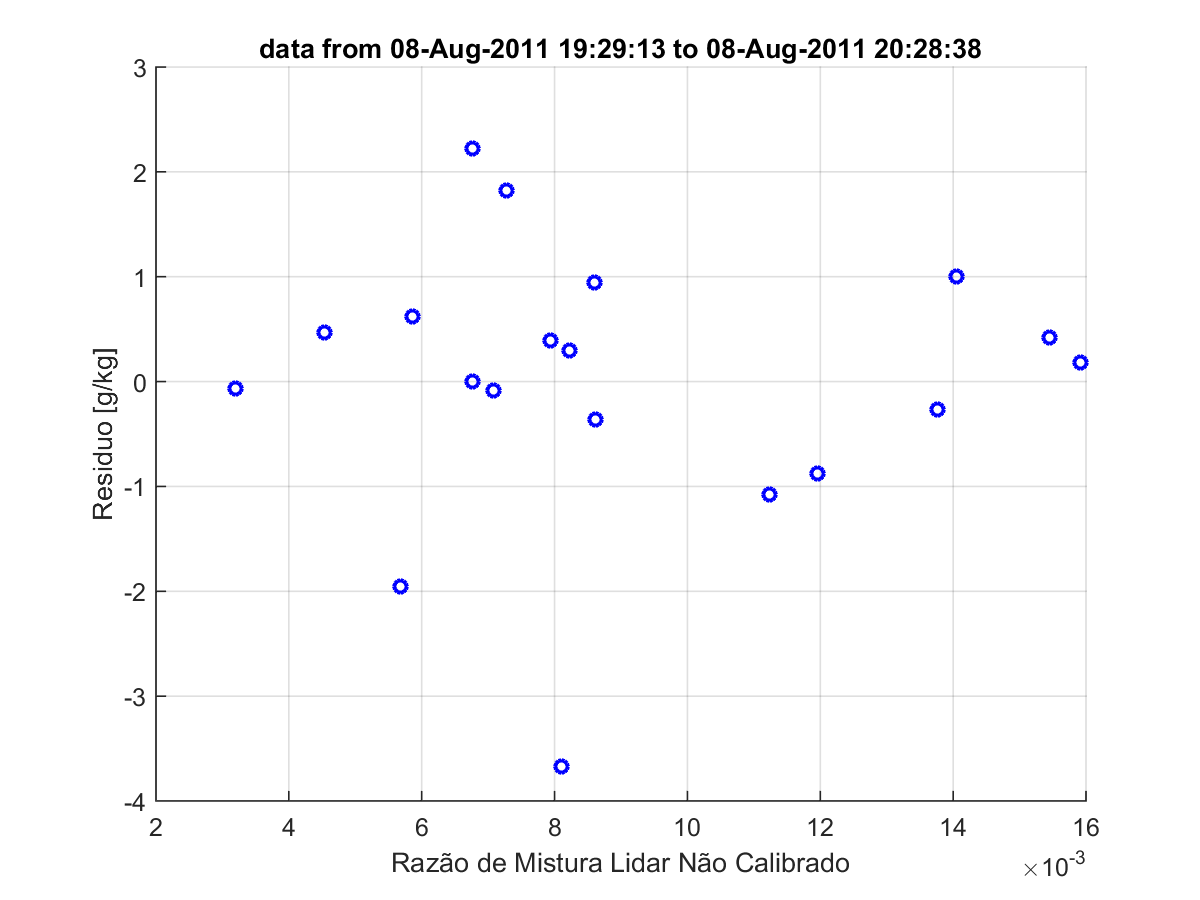 data from 08-Aug-2011 19:29:13 to 08-Aug-2011 20:28:38
3
2
1
0
-1
-2
-3
-4
Residuo [g/kg]
2 4 6 8 10 12 14 16
Razão de Mistura Lidar Não Calibrado
×10-3